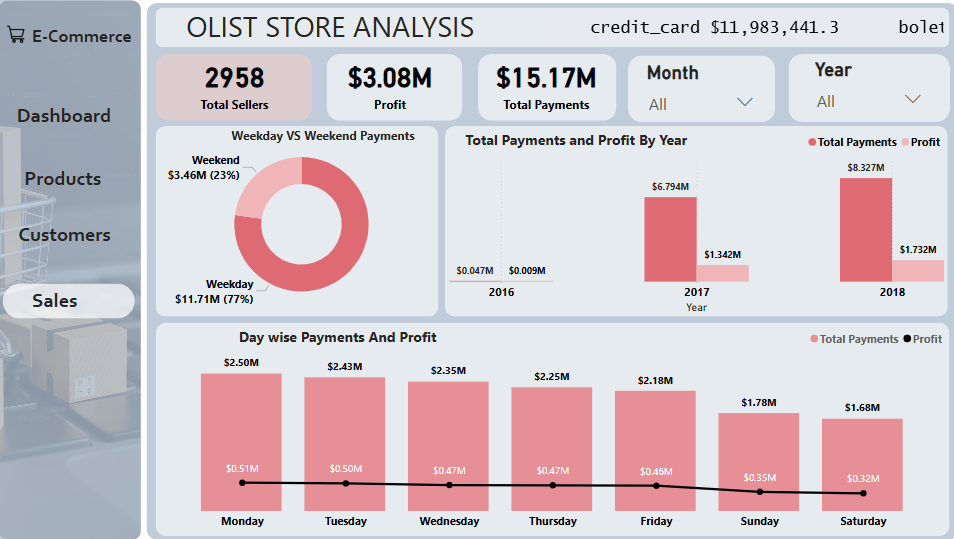 E-Commerce
Dashboard
Products
Customers
Sales
OLIST STORE ANALYSIS
credit_card $11,983,441.3
bolet
2958
Total Sellers
$3.08M
Profit
$15.17M
Total Payments
Month
All
Year
All
Weekday VS Weekend Payments
Weekend
$3.46M (23%)
Weekday
$11.71M (77%)
Total Payments and Profit By Year
Total Payments Profit
$0.047M $0.009M
$6.794M
$1.342M
$8.327M
$1.732M
2016 2017 2018
Year
Day wise Payments And Profit
Total Payments Profit
$2.50M $2.43M $2.35M $2.25M $2.18M $1.78M $1.68M
$0.51M $0.50M $0.47M $0.47M $0.46M $0.35M $0.32M
Monday Tuesday Wednesday Thursday Friday Sunday Saturday